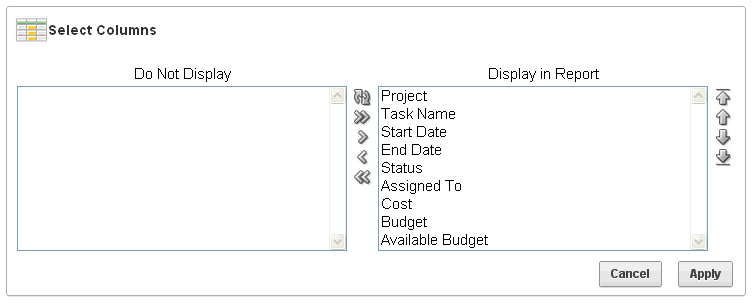 Select Columns
Do Not Display
Display in Report
Project
Task Name
Start Date
End Date
Status
Assigned To
Cost
Budget
Available Budget
Cancel
Apply